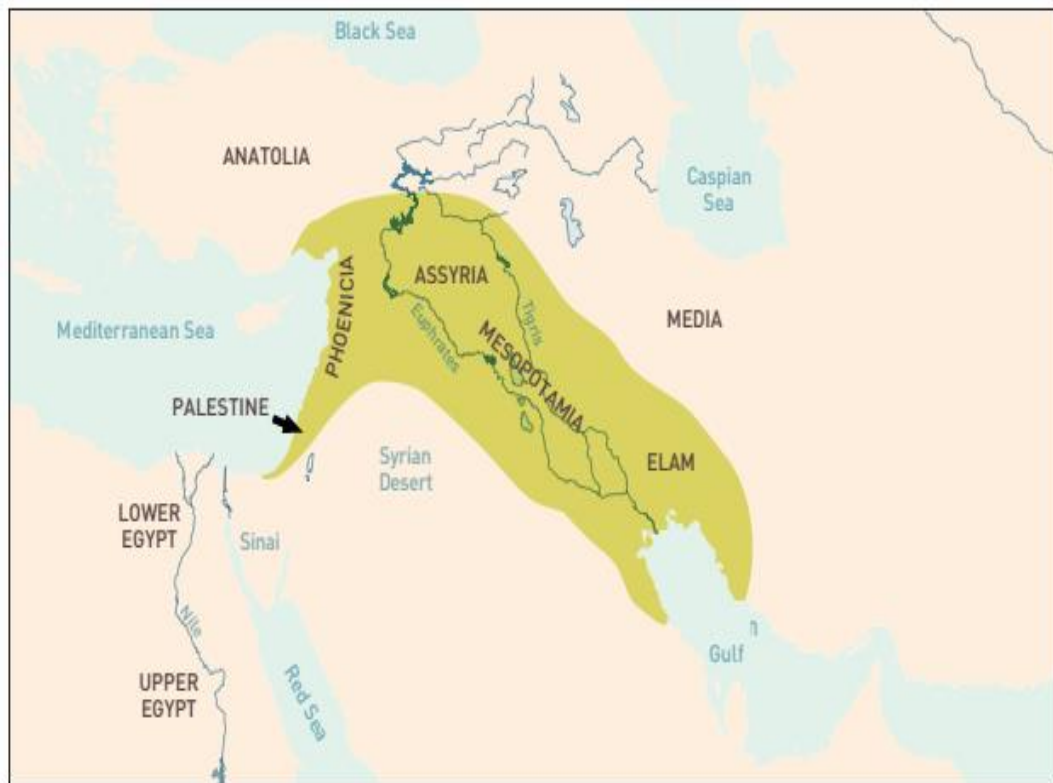 Black Sea
ANATOLIA
Caspian
Sea
PHOENICIA
ASSYRIA
Tigris
Euphrates
MESOPOTAMIA
MEDIA
Mediterranean Sea
PALESTINE
Syrian
Desert
ELAM
LOWER
EGYPT
Sinai
Nile
n
Gulf
UPPER
EGYPT
Red Sea